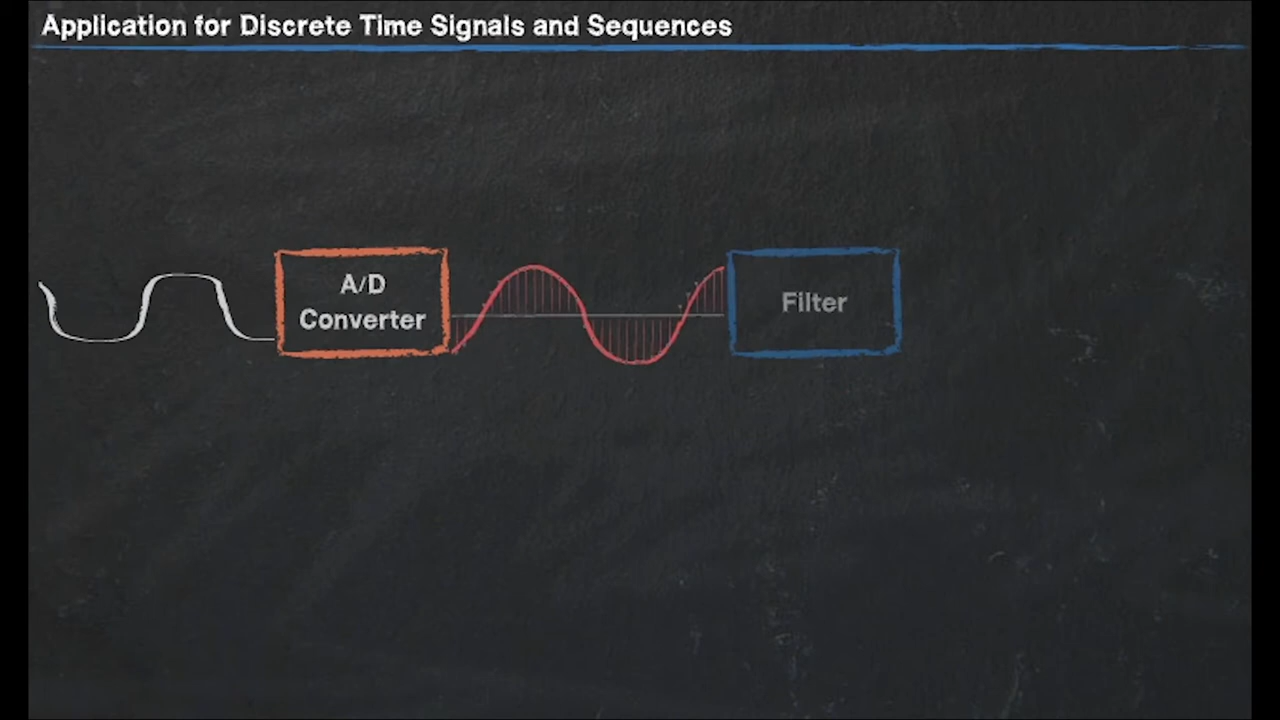 Application for Discrete Time Signals and Sequences
A/D
Converter
Filter